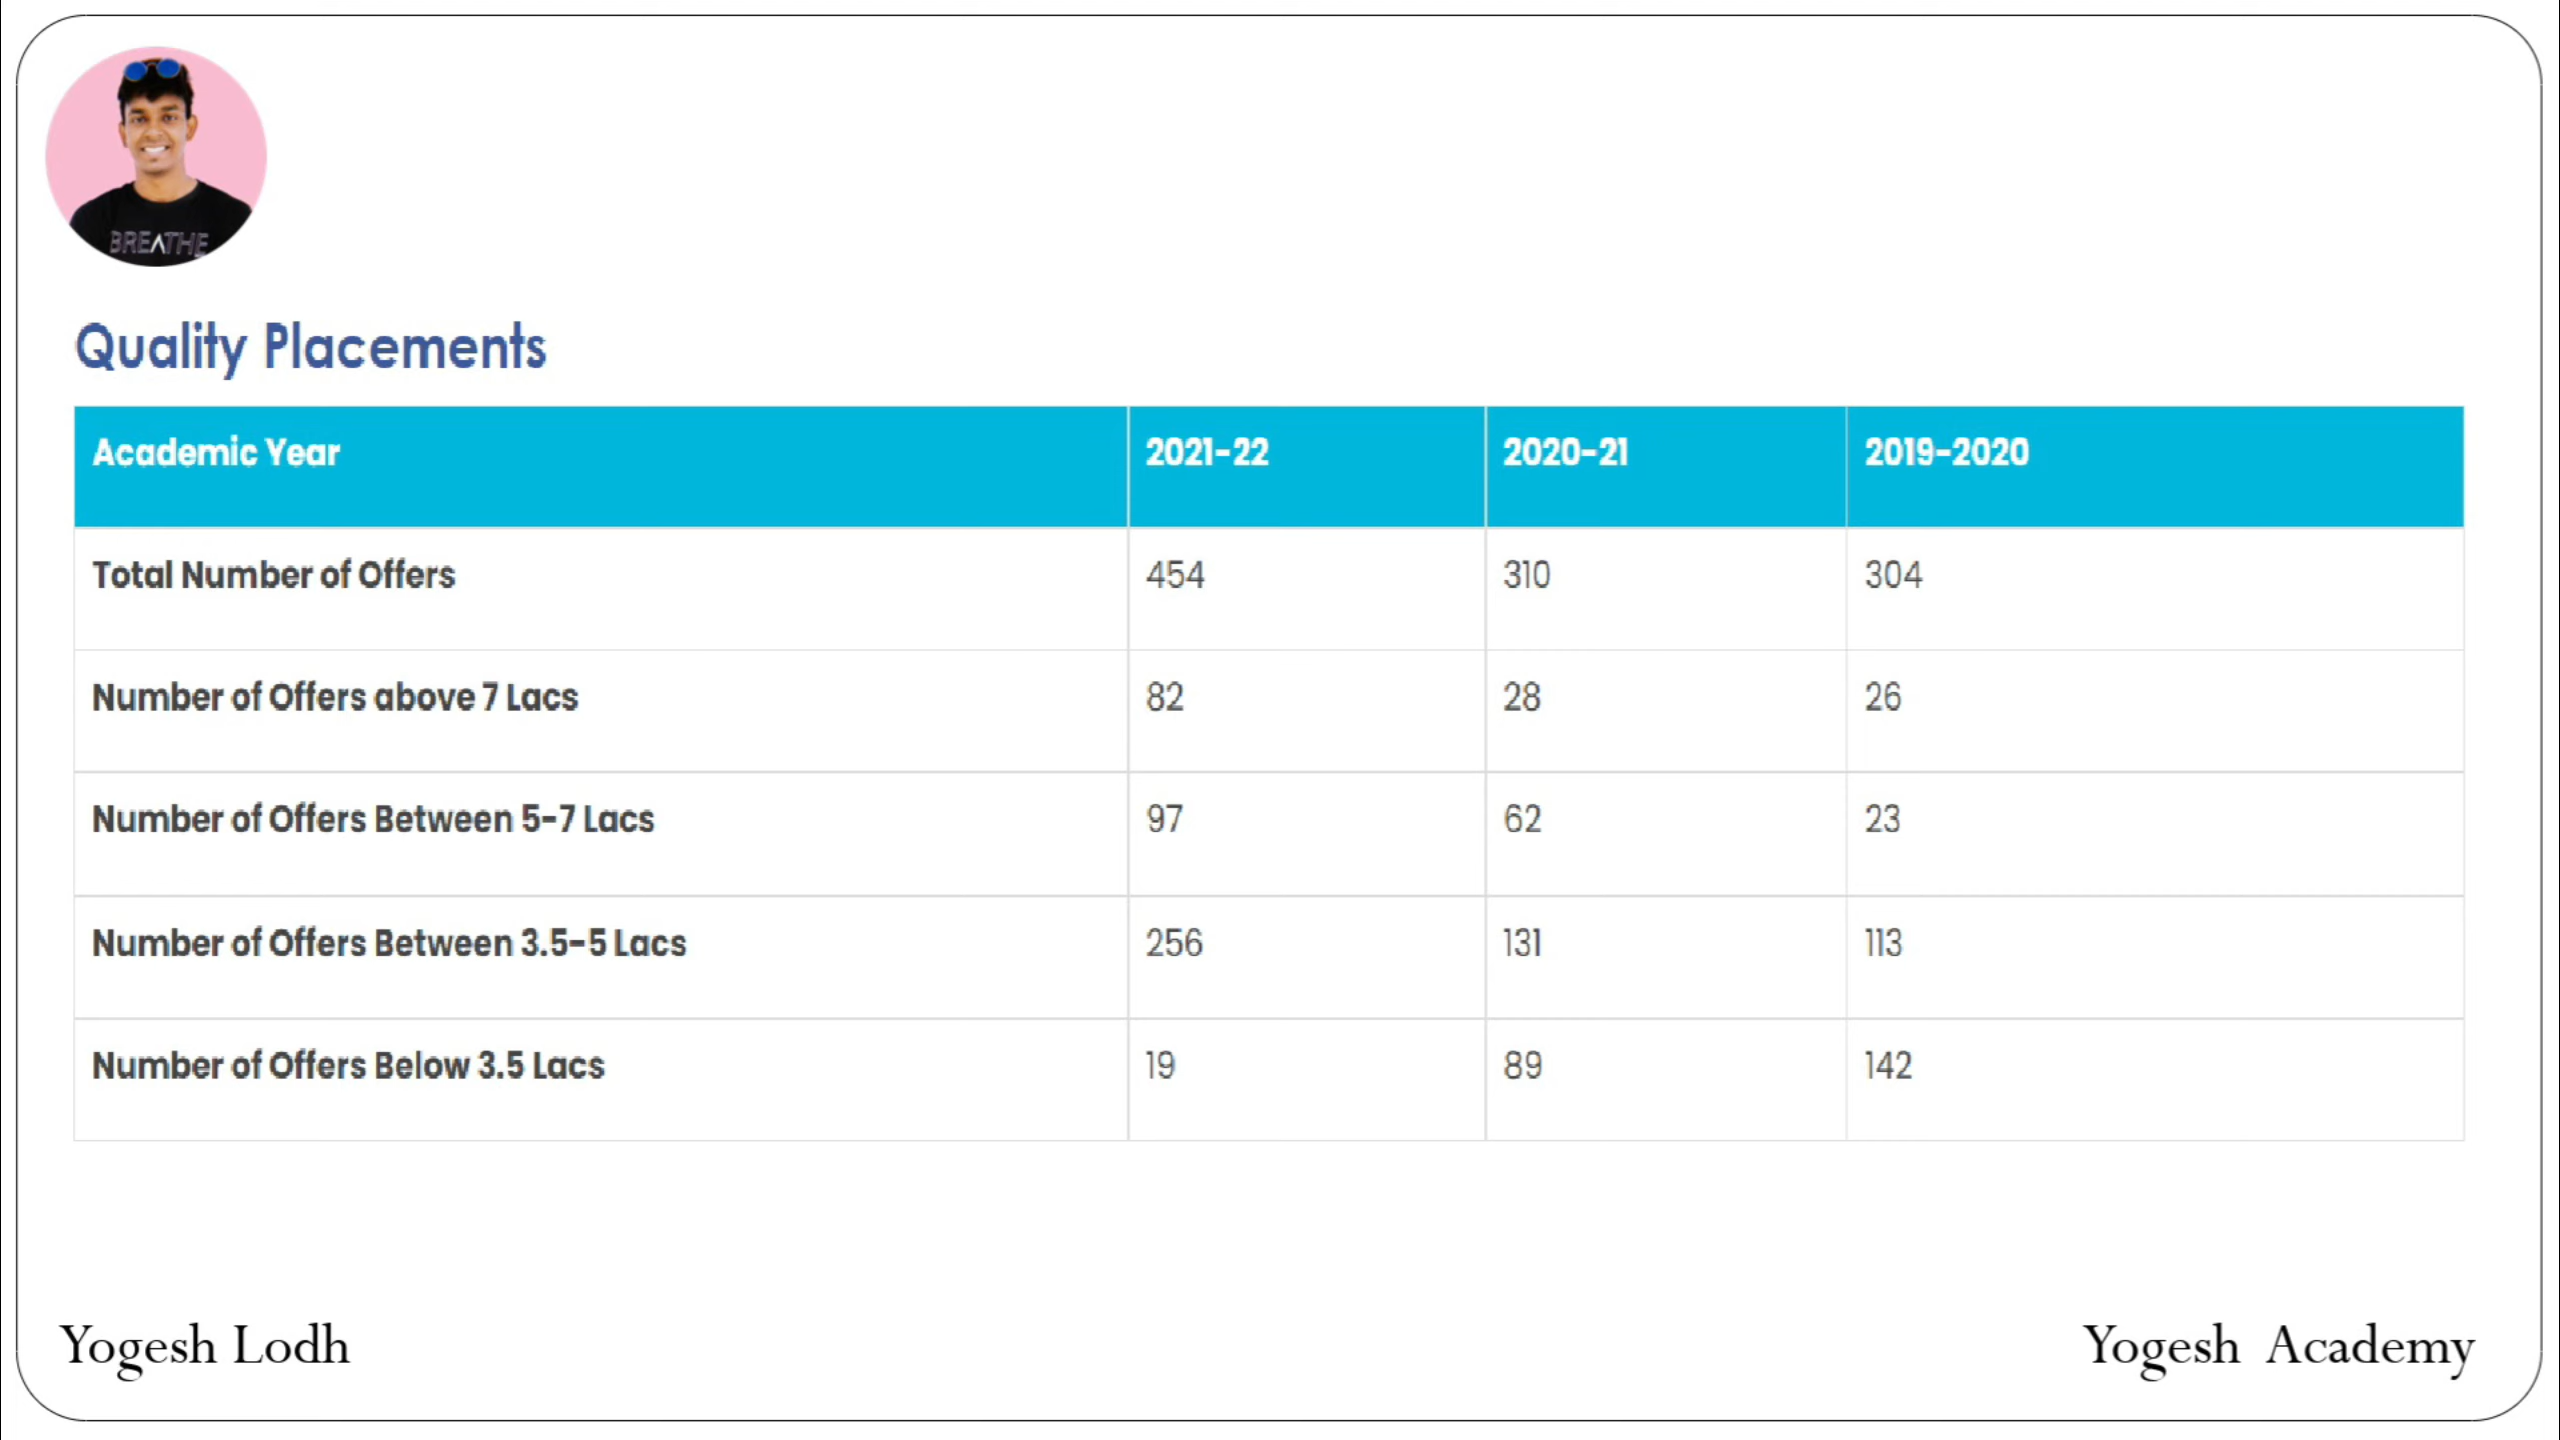 BREATHE
Quality Placements
Academic Year 2021-22 2020-21 2019-2020
Total Number of Offers 454 310 304
Number of Offers above 7 Lacs 82 28 26
Number of Offers Between 5-7 Lacs 97 62 23
Number of Offers Between 3.5-5 Lacs 256 131 113
Number of Offers Below 3.5 Lacs 19 89 142
Yogesh Lodh Yogesh Academy